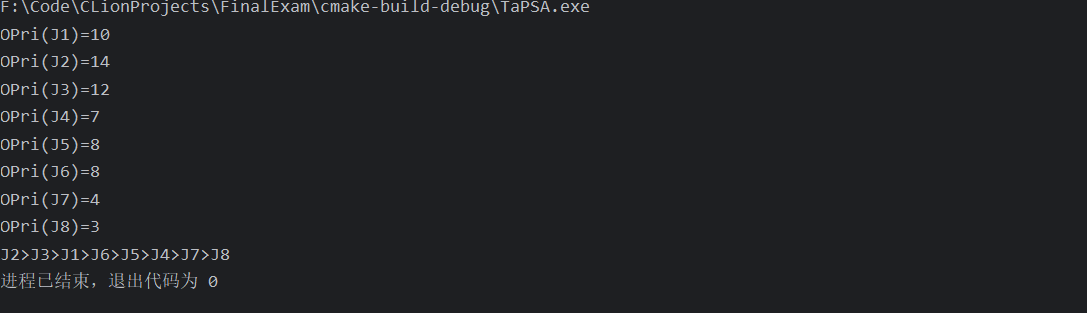 F:\Code\CLionProjects\FinalExam\cmake-build-debug\TaPSA.exe
OPri(J1)=10
OPri(J2)=14
OPri(J3)=12
OPri(J4)=7
OPri(J5)=8
OPri(J6)=8
OPri(J7)=4
OPri(J8)=3
J2>J3>J1>J6>J5>J4>J7>J8
进程已结束，退出代码为 0